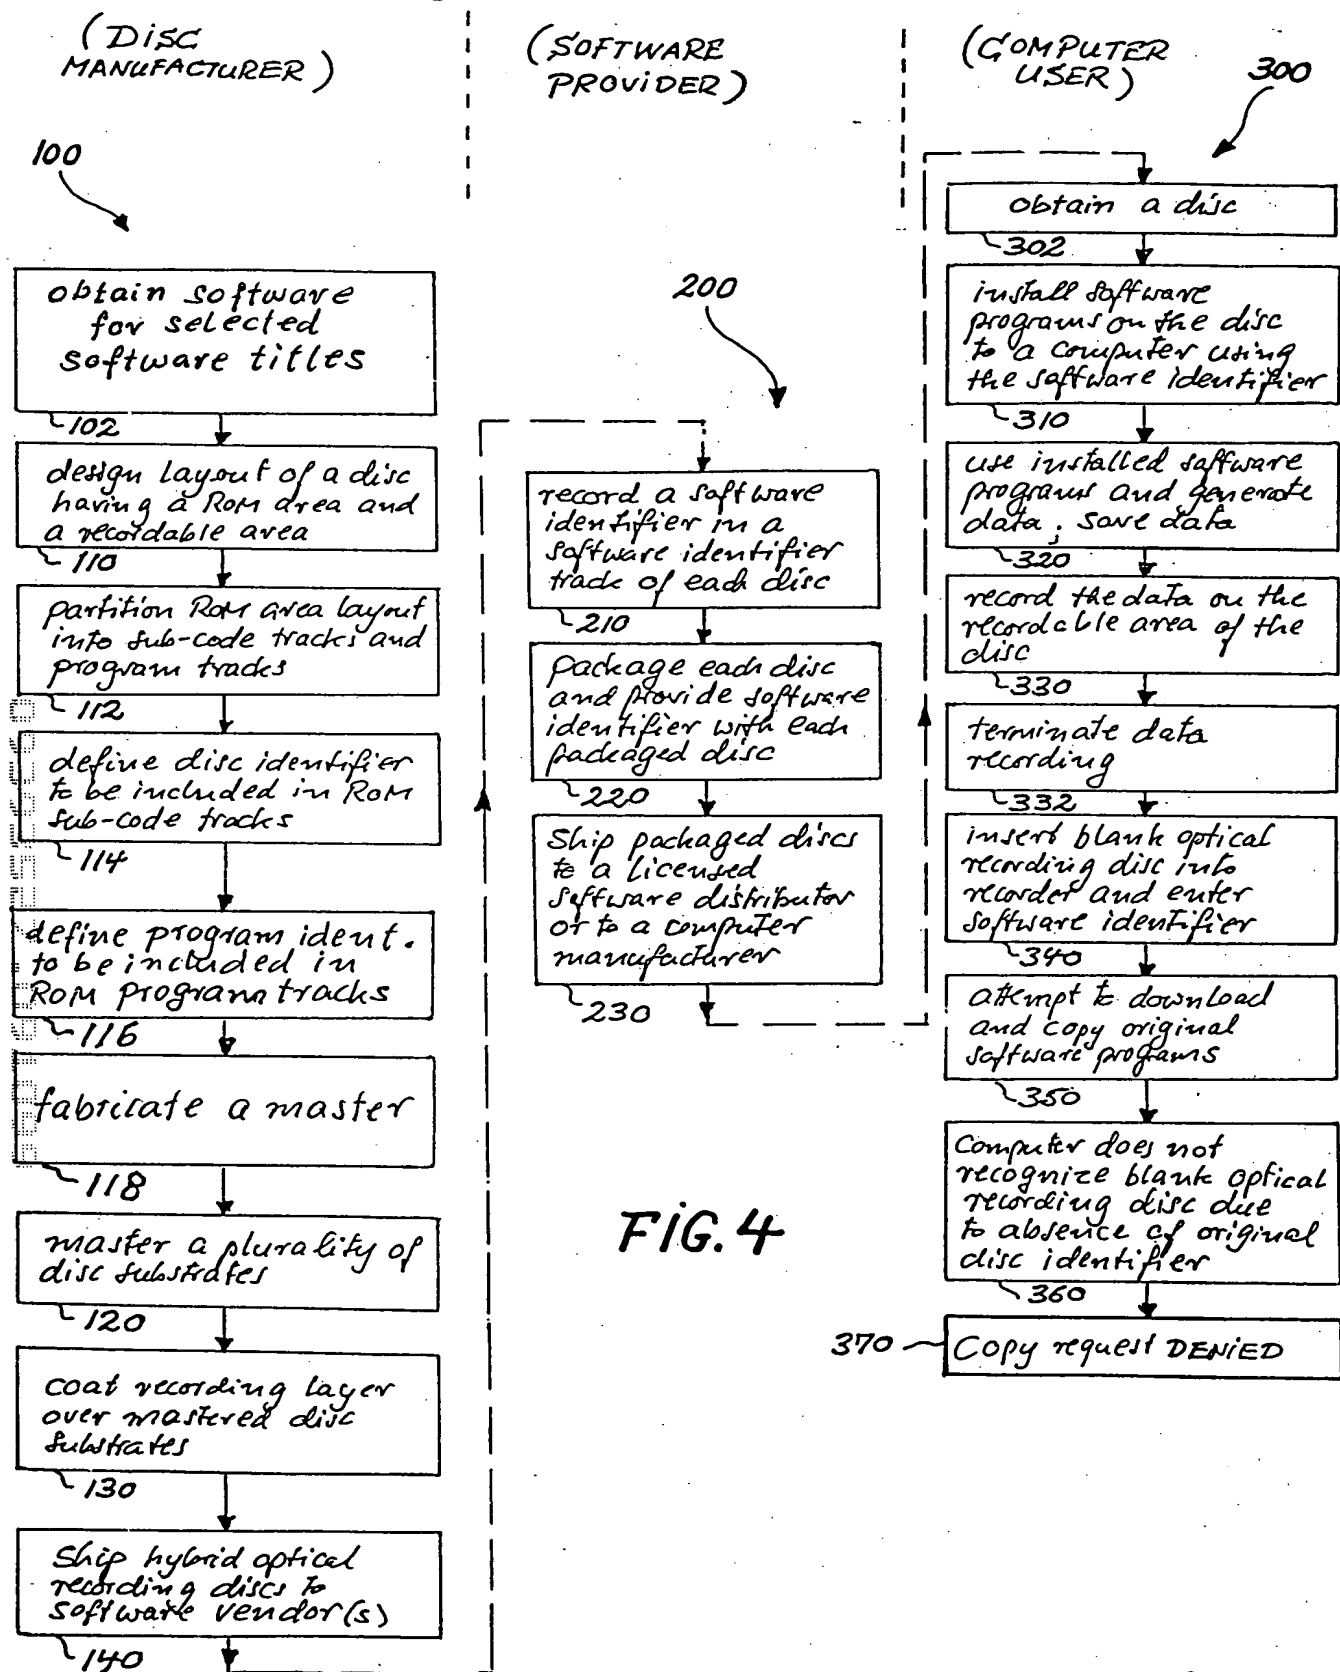 (DISC
MANUFACTURER)
100
obtain software
for selected
software titles
102
design layout of a disc
having a ROM area and
a recordable area
110
partition ROM area layout
into sub-code tracks and
program tracks
112
define disc identifier
to be included in ROM
sub-code tracks
114
define program ident.
to be included in
ROM program tracks
116
fabricate a master
118
master a plurality of
disc substrates
120
coat recording layer
over mastered disc
substrates
130
Ship hybrid optical
recording discs to
software vendor(s)
140
(SOFTWARE
PROVIDER)
200
record a software
identifier in a
software identifier
track of each disc
210
package each disc
and provide software
identifier with each
packaged disc
220
Ship packaged discs
to a licensed
software distributor
or to a computer
manufacturer
230
(COMPUTER
USER)
300
obtain a disc
302
install software
programs on the disc
to a computer using
the software identifier
310
use installed software
programs and generate
data; save data
320
record the data on the
recordable area of the
disc
330
terminate data
recording
332
insert blank optical
recording disc into
recorder and enter
software identifier
340
attempt to download
and copy original
software programs
350
Computer does not
recognize blank optical
recording disc due
to absence of original
disc identifier
360
370
Copy request DENIED
FIG. 4